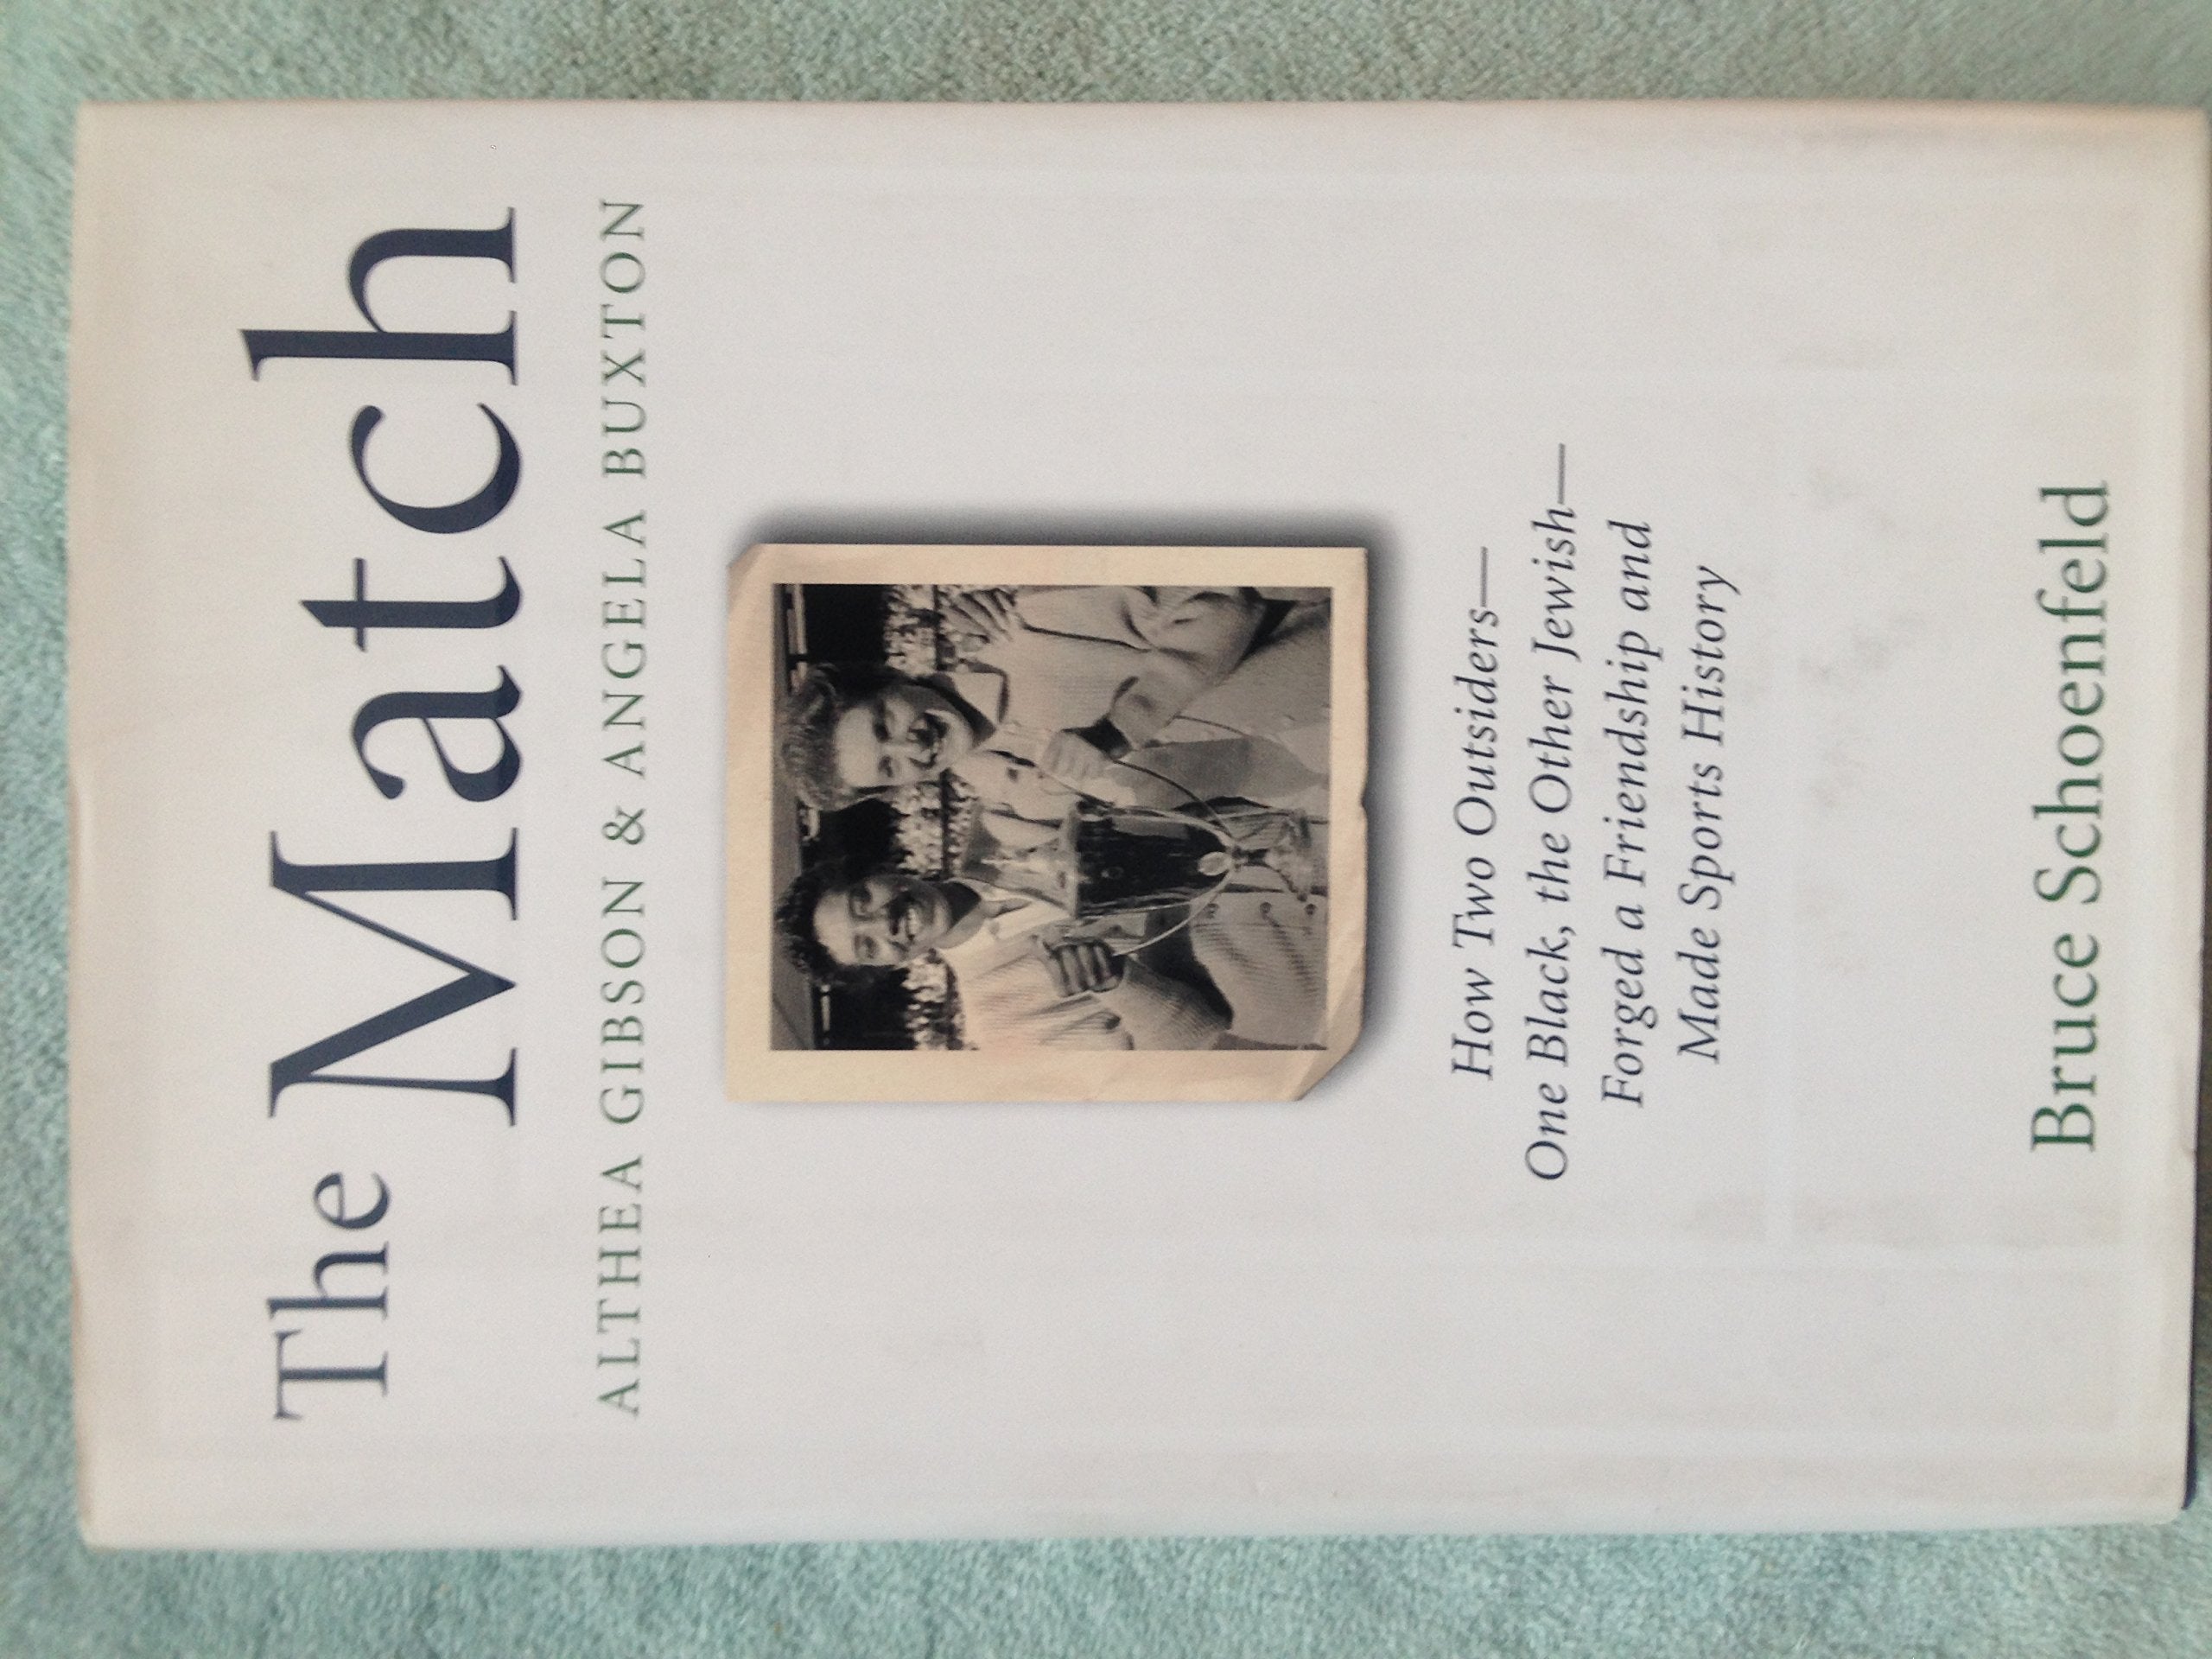 The Match
ALTHEA GIBSON & ANGELA BUXTON
How Two Outsiders—
One Black, the Other Jewish—
Forged a Friendship and
Made Sports History
Bruce Schoenfeld